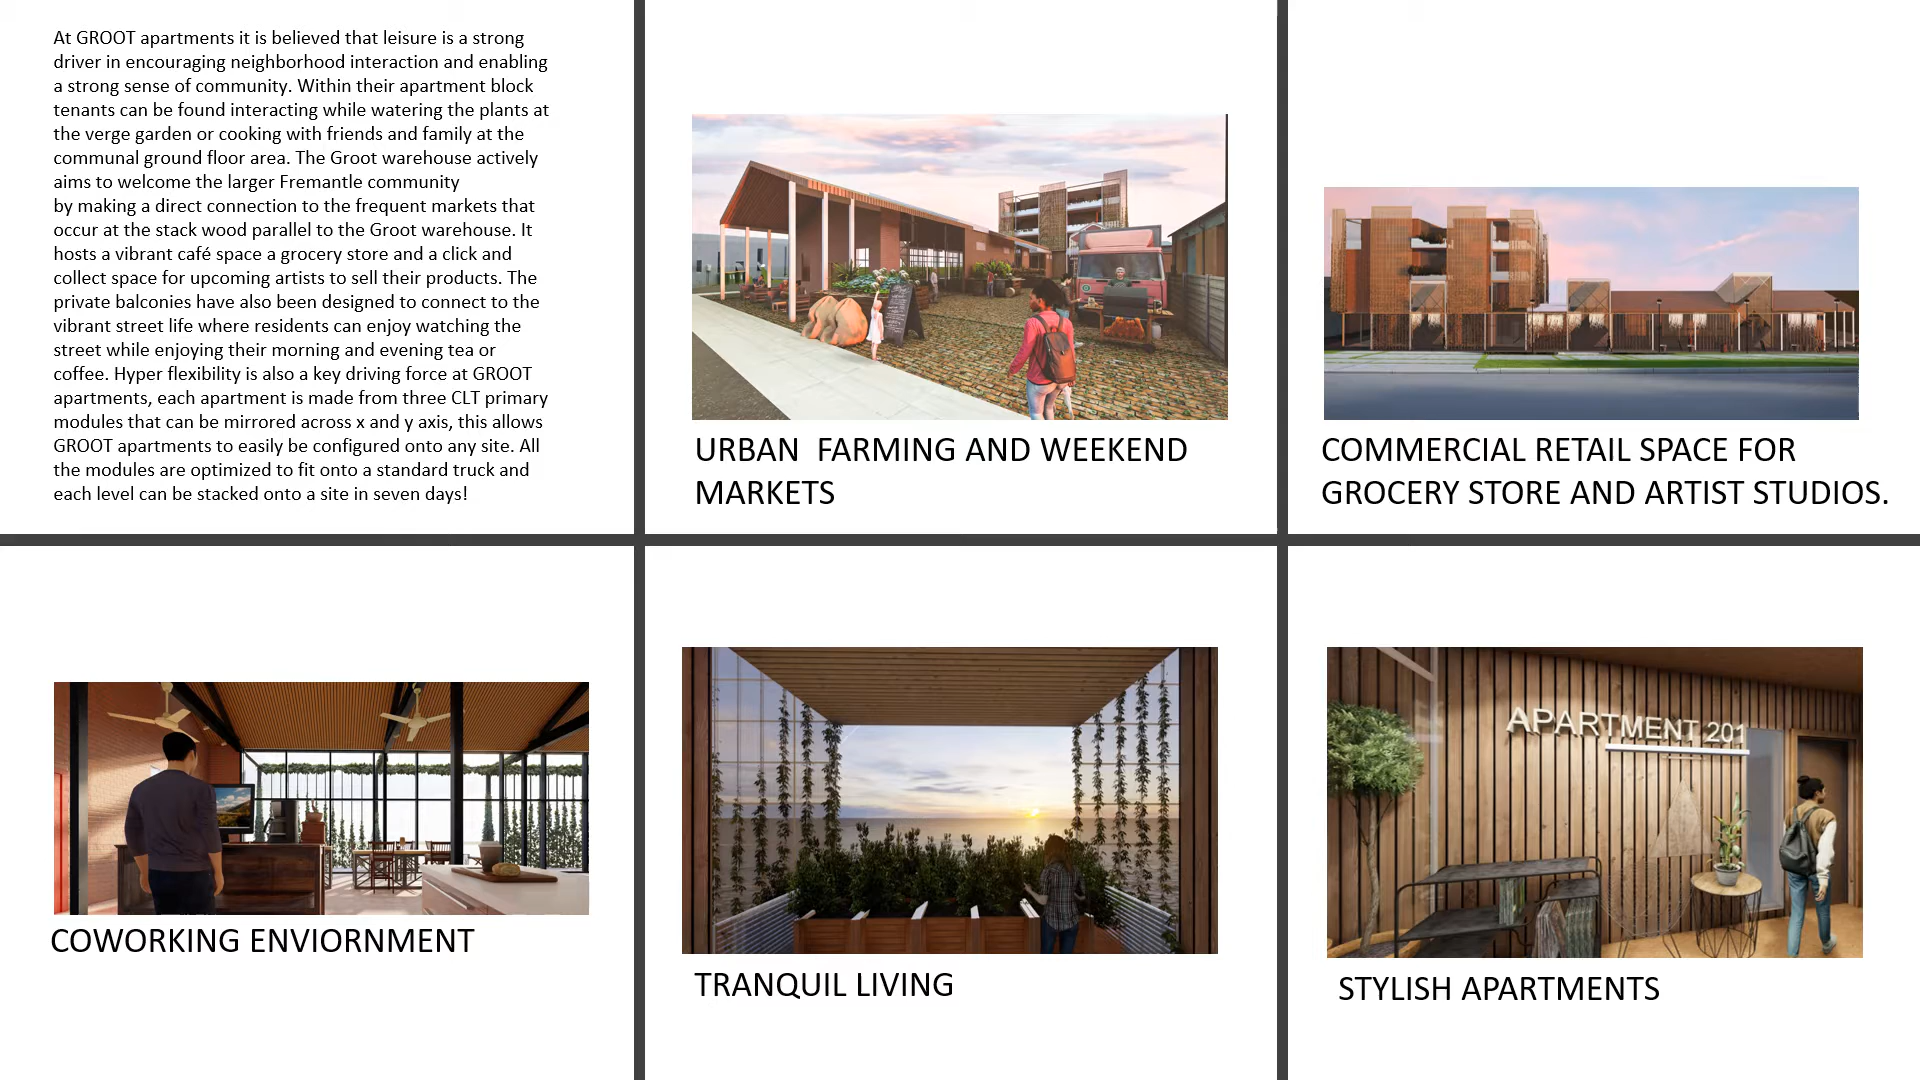 At GROOT apartments it is believed that leisure is a strong
driver in encouraging neighborhood interaction and enabling
a strong sense of community. Within their apartment block
tenants can be found interacting while watering the plants at
the verge garden or cooking with friends and family at the
communal ground floor area. The Groot warehouse actively
aims to welcome the larger Fremantle community
by making a direct connection to the frequent markets that
occur at the stack wood parallel to the Groot warehouse. It
hosts a vibrant café space a grocery store and a click and
collect space for upcoming artists to sell their products. The
private balconies have also been designed to connect to the
vibrant street life where residents can enjoy watching the
street while enjoying their morning and evening tea or
coffee. Hyper flexibility is also a key driving force at GROOT
apartments, each apartment is made from three CLT primary
modules that can be mirrored across x and y axis, this allows
GROOT apartments to easily be configured onto any site. All
the modules are optimized to fit onto a standard truck and
each level can be stacked onto a site in seven days!
URBAN  FARMING AND WEEKEND
MARKETS
COMMERCIAL RETAIL SPACE FOR
GROCERY STORE AND ARTIST STUDIOS.
COWORKING ENVIORNMENT
TRANQUIL LIVING
APARTMENT 201
STYLISH APARTMENTS